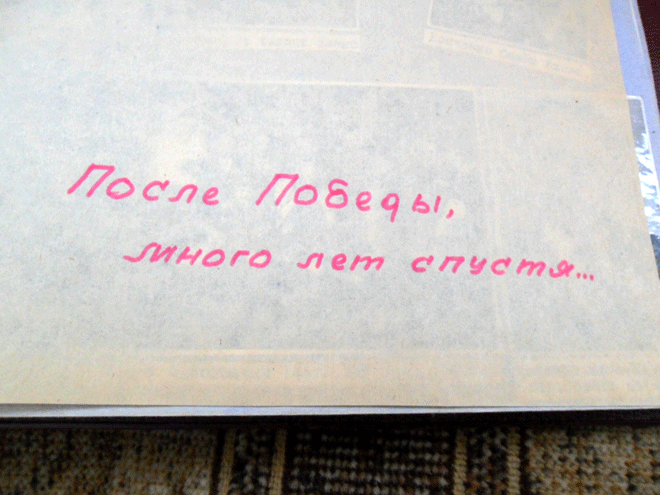 После Победы,
много лет спустя...